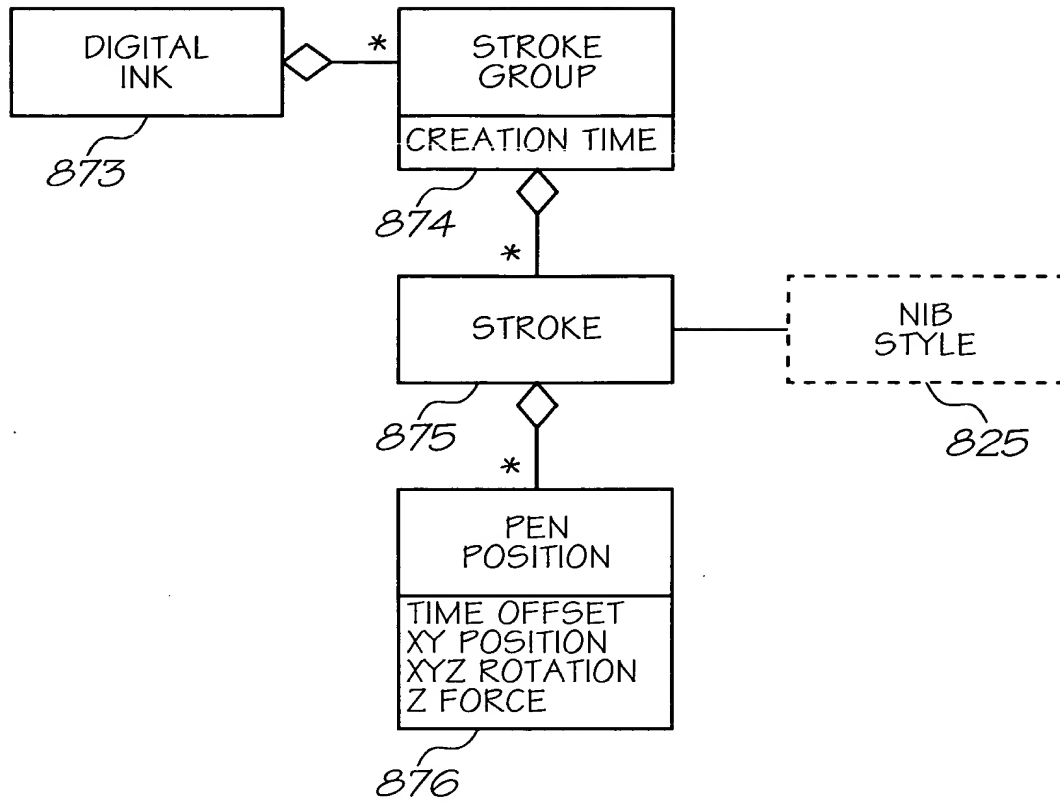 DIGITAL
INK
*
STROKE
GROUP
CREATION TIME
873
874
*
STROKE
NIB
STYLE
875
825
*
PEN
POSITION
TIME OFFSET
XY POSITION
XYZ ROTATION
Z FORCE
876